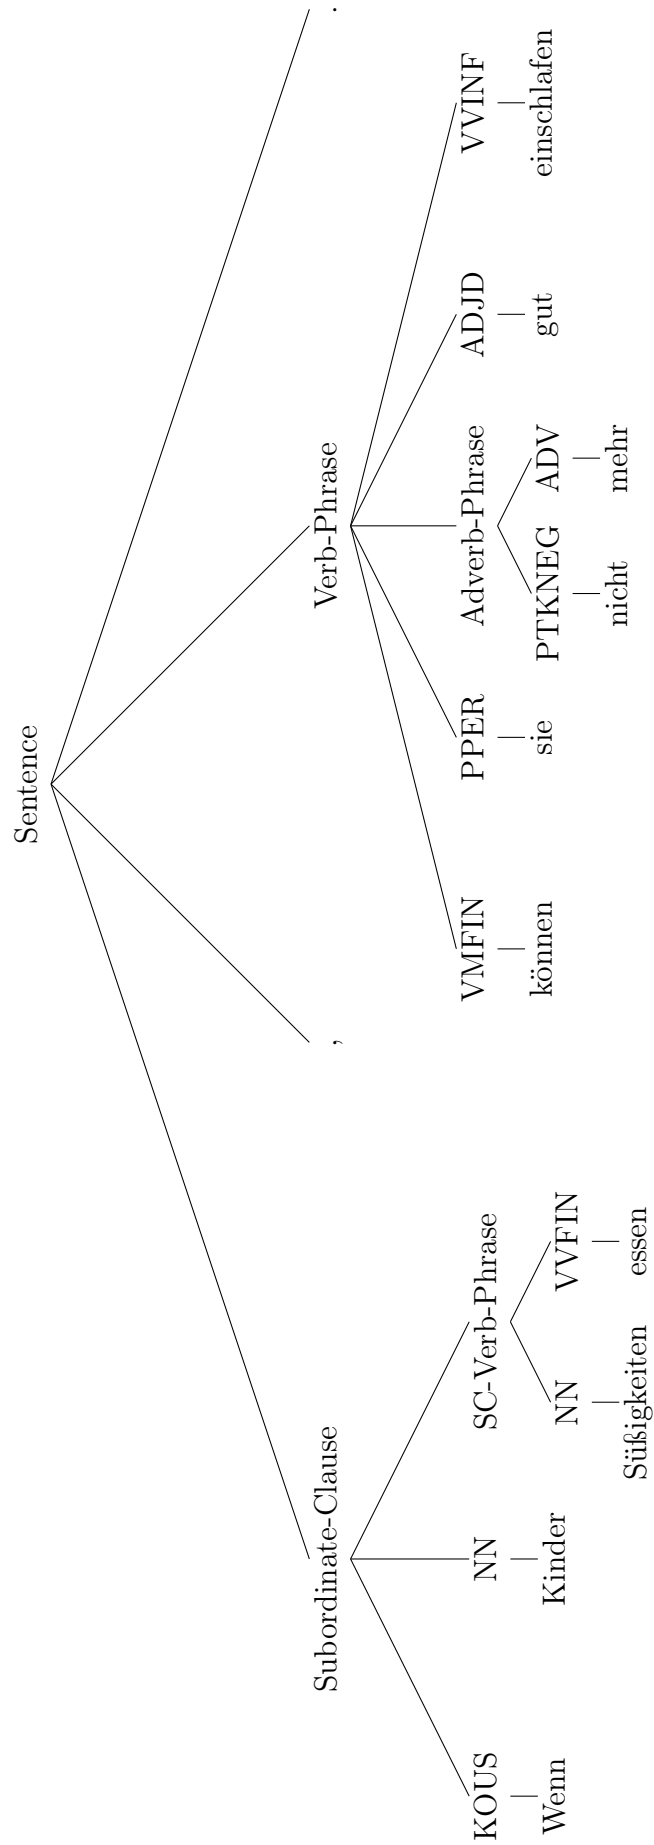 Sentence
Subordinate-Clause , Verb-Phrase .
KOUS NN SC-Verb-Phrase VMFIN PPER Adverb-Phrase ADJD VVINF
Wenn Kinder NN VVFIN können sie PTKNEG ADV gut einschlafen
Süßigkeiten essen nicht mehr